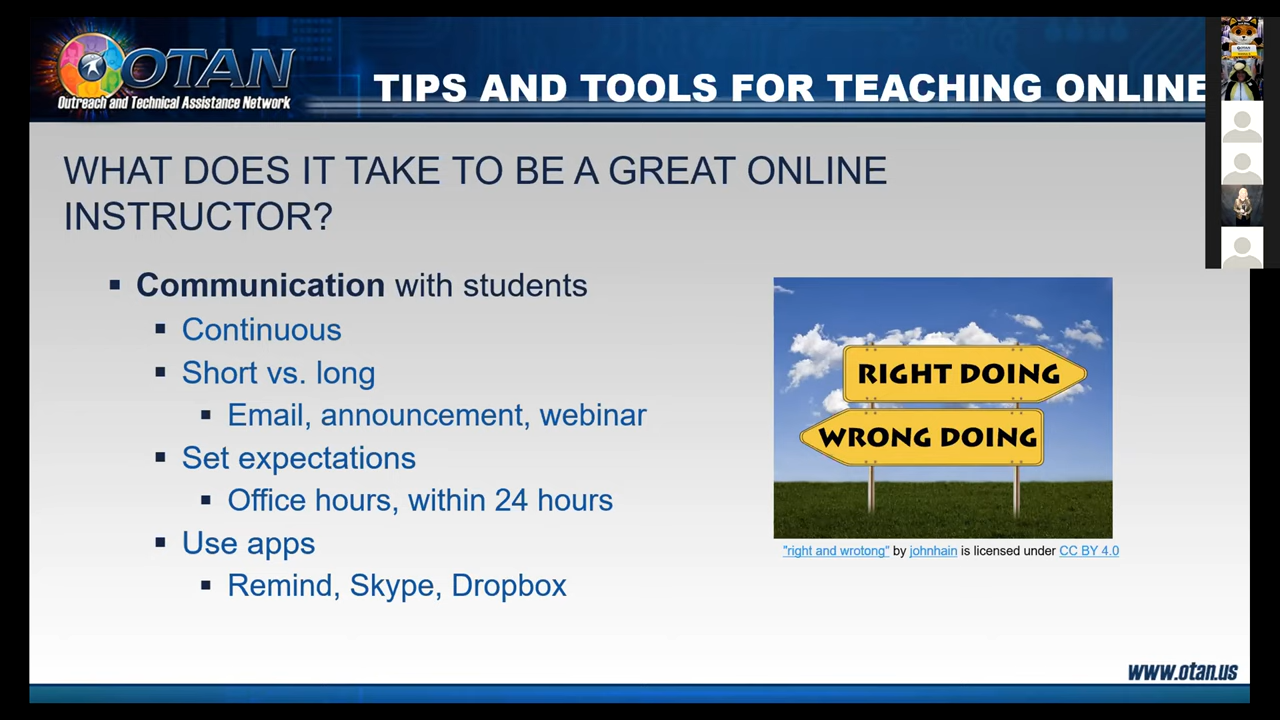 OTAN
Outreach and Technical Assistance Network
TIPS AND TOOLS FOR TEACHING ONLINE
WHAT DOES IT TAKE TO BE A GREAT ONLINE
INSTRUCTOR?
Communication with students
Continuous
Short vs. long
Email, announcement, webinar
Set expectations
Office hours, within 24 hours
Use apps
Remind, Skype, Dropbox
RIGHT DOING
WRONG DOING
"right and wrotong" by johnhain is licensed under CC BY 4.0
www.otan.us